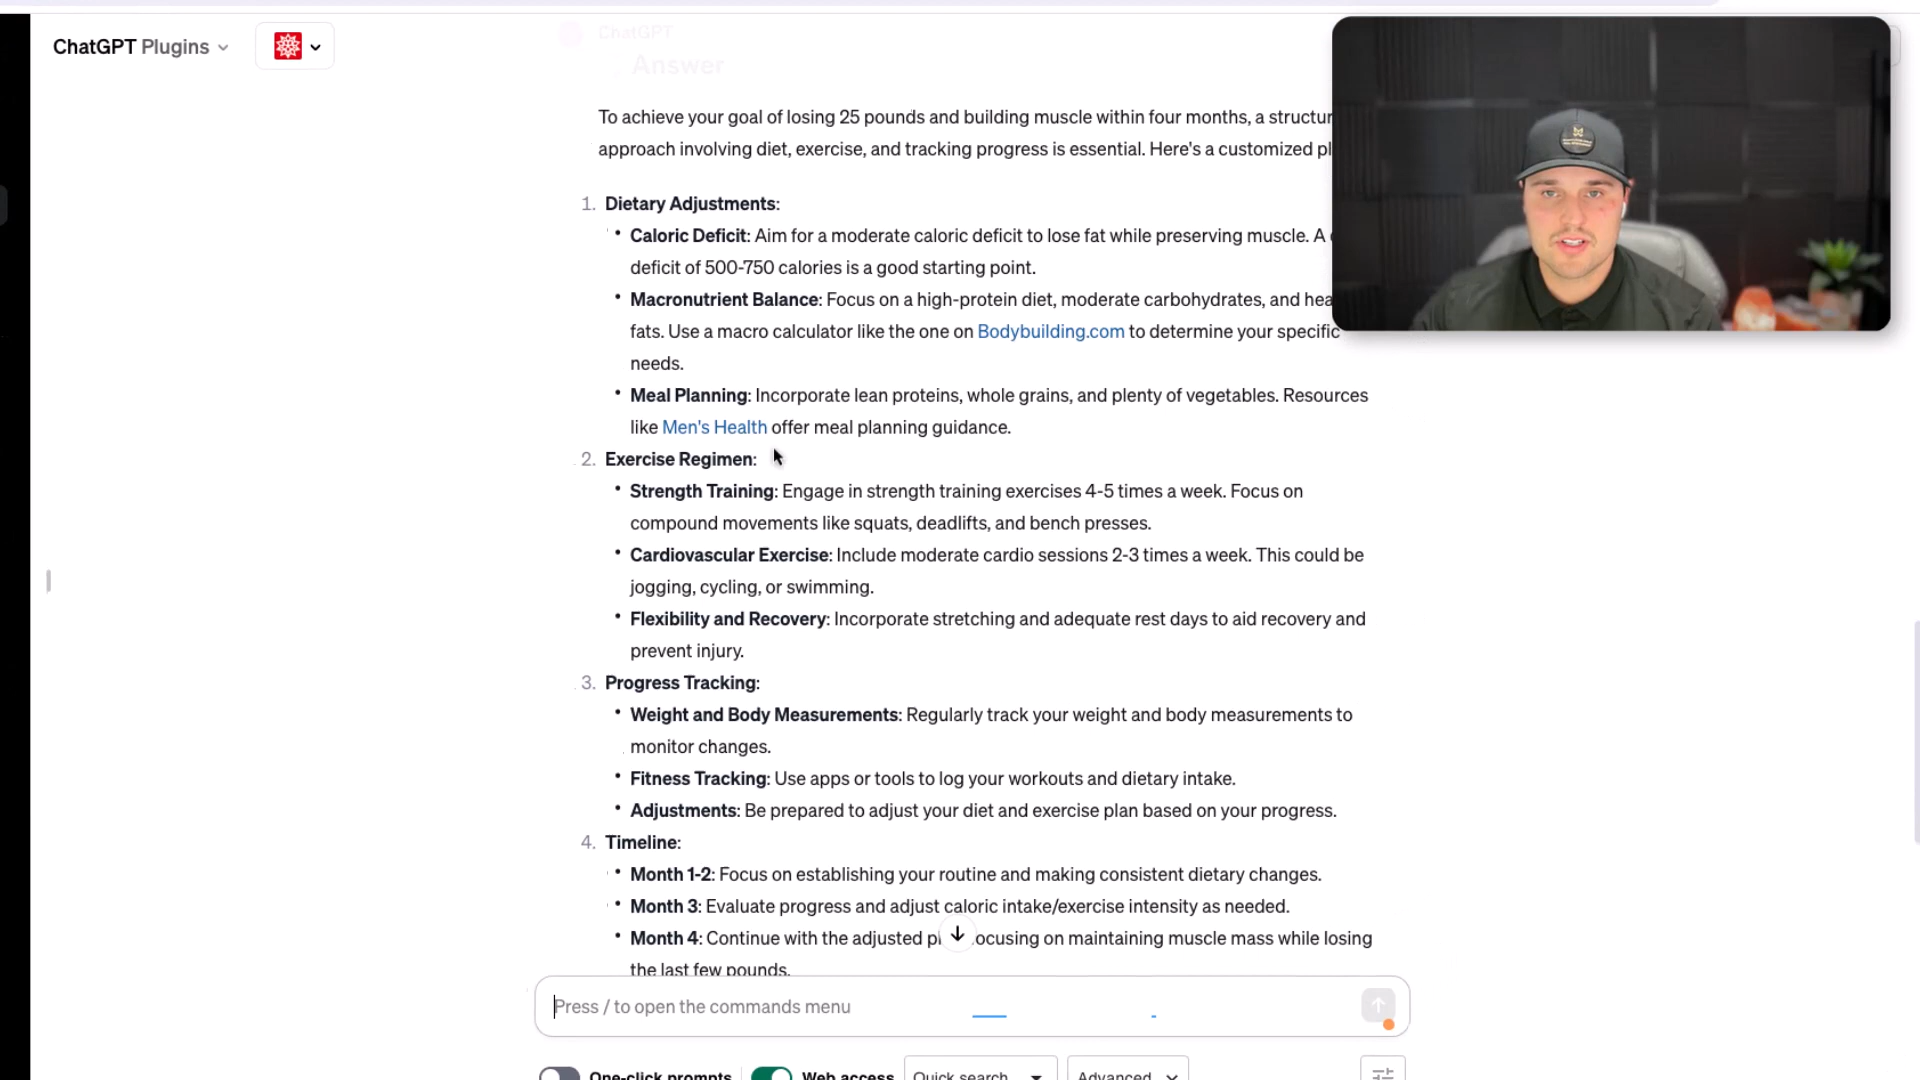 ChatGPT Plugins
ChatGPT
Answer
To achieve your goal of losing 25 pounds and building muscle within four months, a
approach involving diet, exercise, and tracking progress is essential. Here's a customized
1. Dietary Adjustments:
• Caloric Deficit: Aim for a moderate caloric deficit to lose fat while preserving muscle. A
deficit of 500-750 calories is a good starting point.
• Macronutrient Balance: Focus on a high-protein diet, moderate carbohydrates, and
fats. Use a macro calculator like the one on Bodybuilding.com to determine your specific
needs.
• Meal Planning: Incorporate lean proteins, whole grains, and plenty of vegetables. Resources
like Men's Health offer meal planning guidance.
2. Exercise Regimen:
• Strength Training: Engage in strength training exercises 4-5 times a week. Focus on
compound movements like squats, deadlifts, and bench presses.
• Cardiovascular Exercise: Include moderate cardio sessions 2-3 times a week. This could be
jogging, cycling, or swimming.
• Flexibility and Recovery: Incorporate stretching and adequate rest days to aid recovery and
prevent injury.
3. Progress Tracking:
• Weight and Body Measurements: Regularly track your weight and body measurements to
monitor changes.
• Fitness Tracking: Use apps or tools to log your workouts and dietary intake.
• Adjustments: Be prepared to adjust your diet and exercise plan based on your progress.
4. Timeline:
• Month 1-2: Focus on establishing your routine and making consistent dietary changes.
• Month 3: Evaluate progress and adjust caloric intake/exercise intensity as needed.
• Month 4: Continue with the adjusted focusing on maintaining muscle mass while losing
the last few pounds.
Press / to open the commands menu
One-click prompts Web access Quick search Advanced